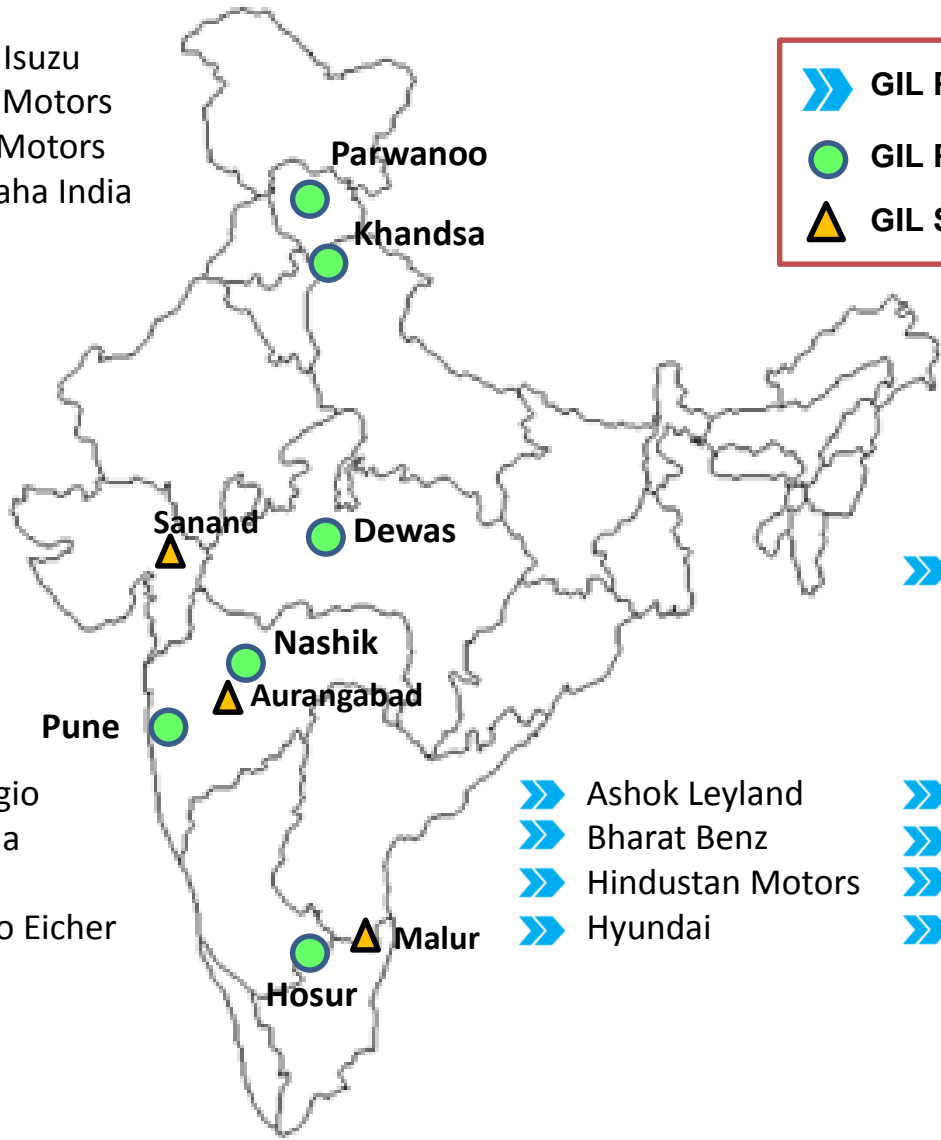 Isuzu
Motors
Motors
aha India
GIL
GIL
GIL
Parwanoo
Khandsa
Sanand
Dewas
Nashik
Aurangabad
Pune
gio
a
o Eicher
Ashok Leyland
Bharat Benz
Hindustan Motors
Hyundai
Malur
Hosur